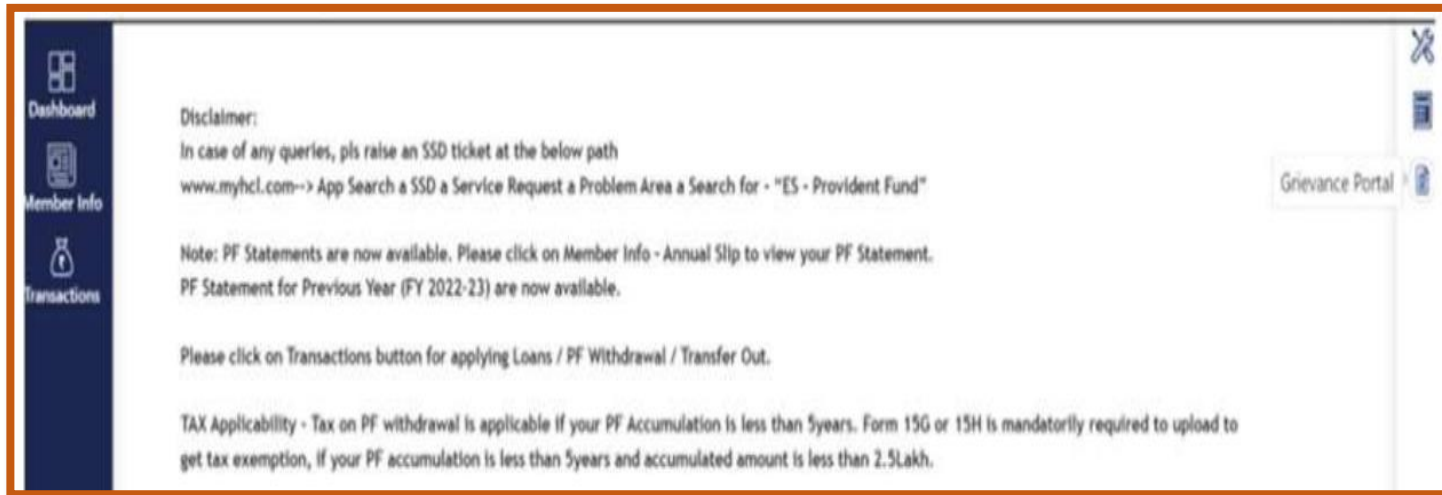 Dashboard
Member Info
Transactions
Disclaimer:
In case of any queries, pls raise an SSD ticket at the below path
www.myhcl.com--> App Search a SSD a Service Request a Problem Area a Search for - "ES - Provident Fund"
Grievance Portal
Note: PF Statements are now available. Please click on Member Info - Annual Slip to view your PF Statement.
PF Statement for Previous Year (FY 2022-23) are now available.
Please click on Transactions button for applying Loans / PF Withdrawal / Transfer Out.
TAX Applicability - Tax on PF withdrawal is applicable if your PF Accumulation is less than 5years. Form 15G or 15H is mandatorily required to upload to
get tax exemption, if your PF accumulation is less than 5years and accumulated amount is less than 2.5Lakh.